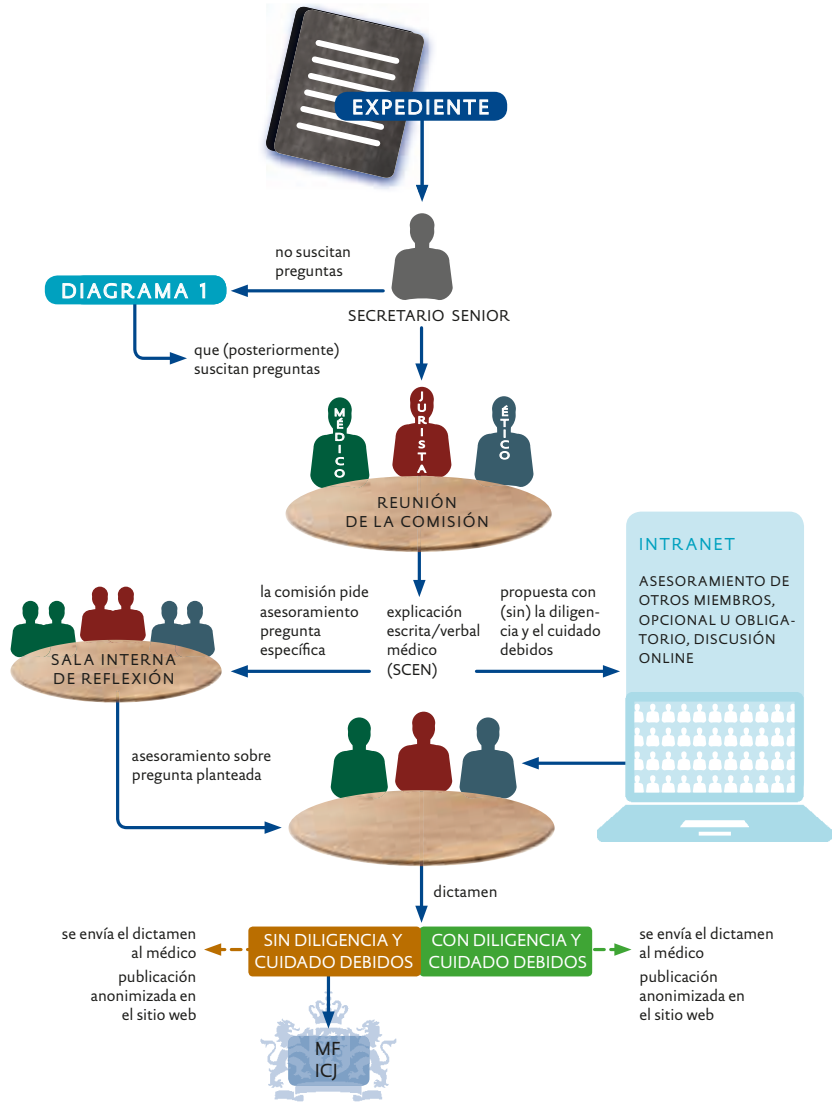 EXPEDIENTE
no suscitan
preguntas
DIAGRAMA 1
SECRETARIO SENIOR
que (posteriormente)
suscitan preguntas
MÉDICO
JURISTA
ÉTICO
REUNIÓN
DE LA COMISIÓN
INTRANET
ASESORAMIENTO DE
OTROS MIEMBROS,
OPCIONAL U OBLIGA-
TORIO, DISCUSIÓN
ONLINE
la comisión pide
asesoramiento
pregunta
específica
explicación
escrita/verbal
médico
(SCEN)
propuesta con
(sin) la diligen-
cia y el cuidado
debidos
SALA INTERNA
DE REFLEXIÓN
asesoramiento sobre
pregunta planteada
dictamen
se envía el dictamen
al médico
publicación
anonimizada en
el sitio web
SIN DILIGENCIA Y
CUIDADO DEBIDOS
CON DILIGENCIA Y
CUIDADO DEBIDOS
se envía el dictamen
al médico
publicación
anonimizada en
el sitio web
MF
ICJ